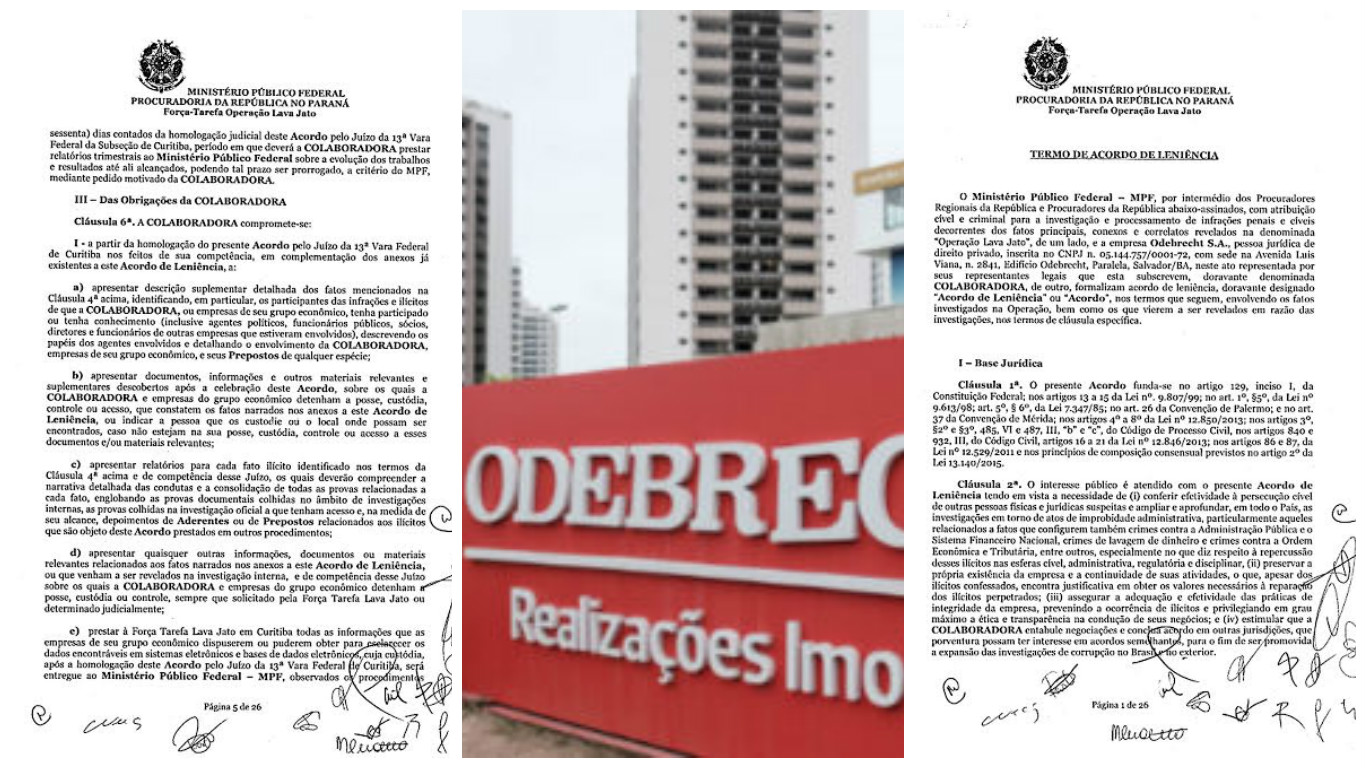 MINISTÉRIO PÚBLICO FEDERAL
PROCURADORIA DA REPÚBLICA NO PARANÁ
Força-Tarefa Operação Lava Jato
sessenta) dias contados da homologação judicial deste Acordo pelo Juízo da 13ª Vara
Federal da Subseção de Curitiba, período em que deverá a COLABORADORA prestar
relatórios trimestrais ao Ministério Público Federal sobre a evolução dos trabalhos
e resultados até ali alcançados, podendo tal prazo ser prorrogado, a critério do MPF,
mediante pedido motivado da COLABORADORA.
III – Das Obrigações da COLABORADORA
Cláusula 6ª. A COLABORADORA compromete-se:
I - a partir da homologação do presente Acordo pelo Juízo da 13ª Vara Federal
de Curitiba nos feitos de sua competência, em complementação dos anexos já
existentes a este Acordo de Leniência, a:
a) apresentar descrição suplementar detalhada dos fatos mencionados na
Cláusula 4ª acima, identificando, em particular, os participantes das infrações e ilícitos
de que a COLABORADORA, ou empresas de seu grupo econômico, tenha participado
ou tenha conhecimento (inclusive agentes políticos, funcionários públicos, sócios,
diretores e funcionários de outras empresas que estiveram envolvidos), descrevendo os
papéis dos agentes envolvidos e detalhando o envolvimento da COLABORADORA,
empresas de seu grupo econômico, e seus Prepostos de qualquer espécie;
b) apresentar documentos, informações e outros materiais relevantes e
suplementares descobertos após a celebração deste Acordo, sobre os quais a
COLABORADORA e empresas do grupo econômico detenham a posse, custódia,
controle ou acesso, que constatem os fatos narrados nos anexos a este Acordo de
Leniência, ou indicar a pessoa que os custodie ou o local onde possam ser
encontrados, caso não estejam na sua posse, custódia, controle ou acesso a esses
documentos e/ou materiais relevantes;
c) apresentar relatórios para cada fato ilícito identificado nos termos da
Cláusula 4ª acima e de competência desse Juízo, os quais deverão compreender a
narrativa detalhada das condutas e a consolidação de todas as provas relacionadas a
cada fato, englobando as provas documentais colhidas no âmbito de investigações
internas, as provas colhidas na investigação oficial a que tenham acesso e, na medida de
seu alcance, depoimentos de Aderentes ou de Prepostos relacionados aos ilícitos
que são objeto deste Acordo prestados em outros procedimentos;
d) apresentar quaisquer outras informações, documentos ou materiais
relevantes relacionados aos fatos narrados nos anexos a este Acordo de Leniência,
ou que venham a ser revelados na investigação interna, e de competência desse Juízo
sobre os quais a COLABORADORA e empresas do grupo econômico detenham a
posse, custódia ou controle, sempre que solicitado pela Força Tarefa Lava Jato ou
determinado judicialmente;
e) prestar à Força Tarefa Lava Jato em Curitiba todas as informações que as
empresas de seu grupo econômico dispuserem ou puderem obter para esclarecer os
dados encontráveis em sistemas eletrônicos e bases de dados eletrônicos, cuja custódia,
após a homologação deste Acordo pelo Juízo da 13ª Vara Federal de Curitiba, será
entregue ao Ministério Público Federal – MPF, observados os procedimentos
Página 5 de 26
ODEBREC
Realizações Imo
MINISTÉRIO PÚBLICO FEDERAL
PROCURADORIA DA REPÚBLICA NO PARANÁ
Força-Tarefa Operação Lava Jato
TERMO DE ACORDO DE LENIÊNCIA
O Ministério Público Federal – MPF, por intermédio dos Procuradores
Regionais da República e Procuradores da República abaixo-assinados, com atribuição
cível e criminal para a investigação e processamento de infrações penais e cíveis
decorrentes dos fatos principais, conexos e correlatos revelados na denominada
"Operação Lava Jato", de um lado, e a empresa Odebrecht S.A., pessoa jurídica de
direito privado, inscrita no CNPJ n. 05.144.757/0001-72, com sede na Avenida Luis
Viana, n. 2841, Edifício Odebrecht, Paralela, Salvador/BA, neste ato representada por
seus representantes legais que esta subscrevem, doravante denominada
COLABORADORA, de outro, formalizam acordo de leniência, doravante designado
"Acordo de Leniência" ou "Acordo", nos termos que seguem, envolvendo os fatos
investigados na Operação, bem como os que vierem a ser revelados em razão das
investigações, nos termos de cláusula específica.
I – Base Jurídica
Cláusula 1ª. O presente Acordo funda-se no artigo 129, inciso I, da
Constituição Federal; nos artigos 13 a 15 da Lei nº. 9.807/99; no art. 1º, §5º, da Lei nº
9.613/98; art. 5º, § 6º, da Lei 7.347/85; no art. 26 da Convenção de Palermo; e no art.
37 da Convenção de Mérida; nos artigos 4º a 8º da Lei nº 12.850/2013; nos artigos 3º,
§2º e §3º, 485, VI e 487, III, "b" e "c", do Código de Processo Civil, nos artigos 840 e
932, III, do Código Civil, artigos 16 a 21 da Lei nº 12.846/2013; nos artigos 86 e 87, da
Lei nº 12.529/2011 e nos princípios de composição consensual previstos no artigo 2º da
Lei 13.140/2015.
Cláusula 2ª. O interesse público é atendido com o presente Acordo de
Leniência tendo em vista a necessidade de (i) conferir efetividade à persecução cível
de outras pessoas físicas e jurídicas suspeitas e ampliar e aprofundar, em todo o País, as
investigações em torno de atos de improbidade administrativa, particularmente aqueles
relacionados a fatos que configurem também crimes contra a Administração Pública e o
Sistema Financeiro Nacional, crimes de lavagem de dinheiro e crimes contra a Ordem
Econômica e Tributária, entre outros, especialmente no que diz respeito à repercussão
desses ilícitos nas esferas cível, administrativa, regulatória e disciplinar, (ii) preservar a
própria existência da empresa e a continuidade de suas atividades, o que, apesar dos
ilícitos confessados, encontra justificativa em obter os valores necessários à reparação
dos ilícitos perpetrados; (iii) assegurar a adequação e efetividade das práticas de
integridade da empresa, prevenindo a ocorrência de ilícitos e privilegiando em grau
máximo a ética e transparência na condução de seus negócios; e (iv) estimular que a
COLABORADORA entabule negociações e conclua acordo em outras jurisdições, que
porventura possam ter interesse em acordos semelhantes, para o fim de ser promovida
a expansão das investigações de corrupção no Brasil e no exterior.
Página 1 de 26